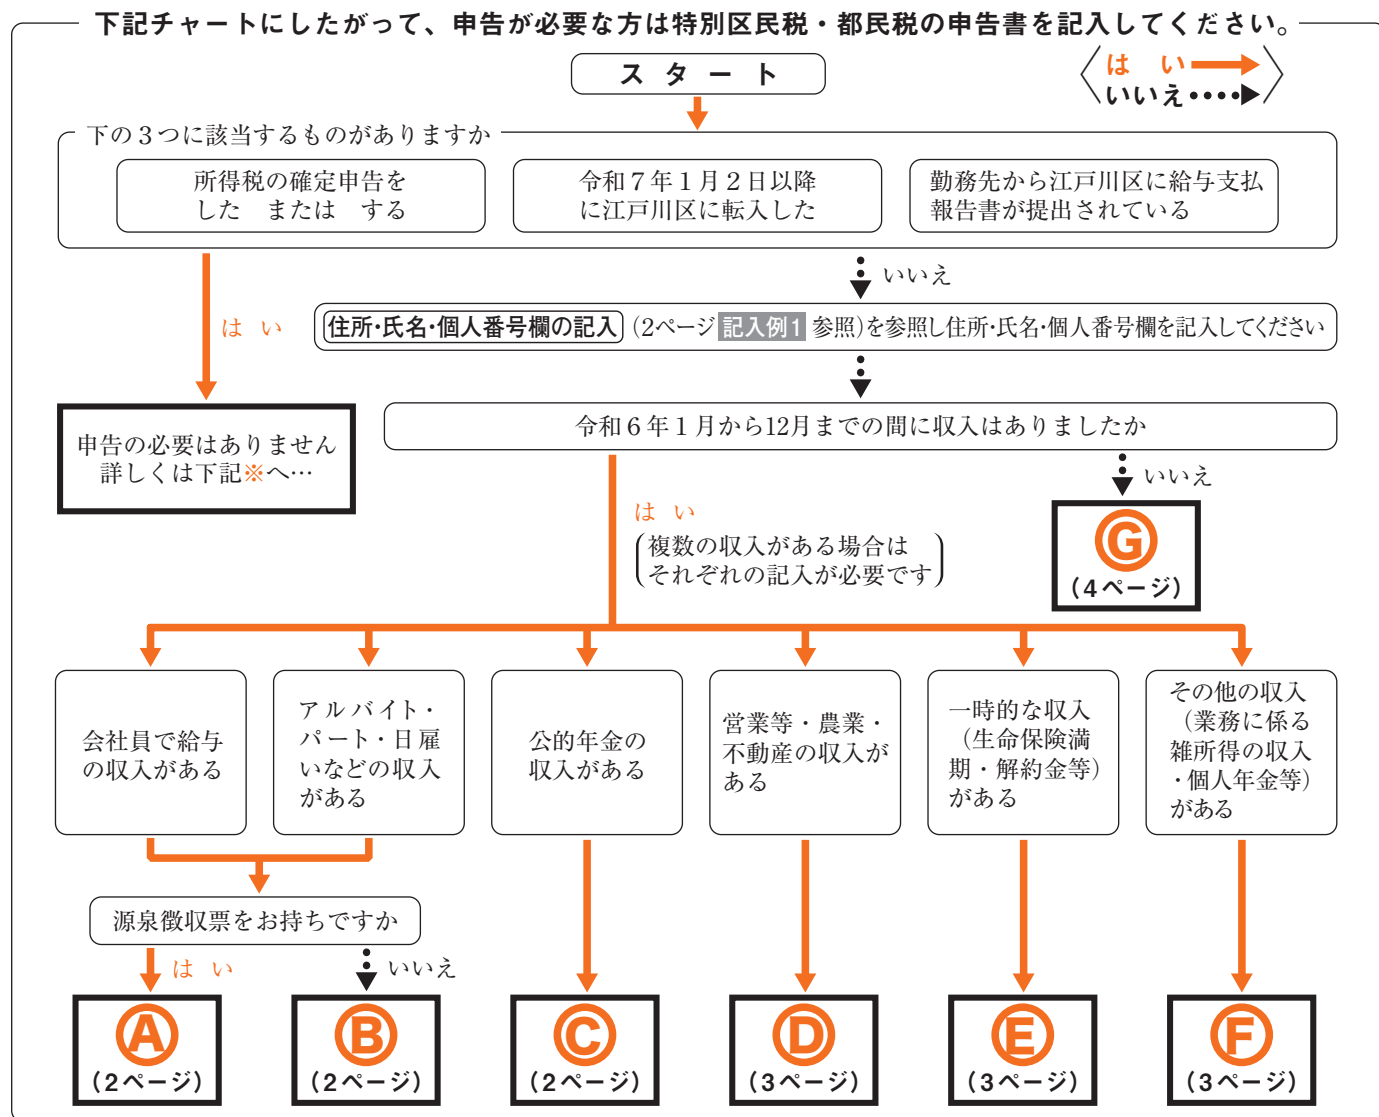 下記チャートにしたがって、申告が必要な方は特別区民税・都民税の申告書を記入してください。
スタート
はい
いいえ
下の３つに該当するものがありますか
所得税の確定申告を
した　または　する
令和７年１月２日以降
に江戸川区に転入した
勤務先から江戸川区に給与支払
報告書が提出されている
いいえ
はい
住所・氏名・個人番号欄の記入（2ページ 記入例1 参照）を参照し住所・氏名・個人番号欄を記入してください
申告の必要はありません
詳しくは下記※へ…
令和６年１月から12月までの間に収入はありましたか
いいえ
はい
（複数の収入がある場合は
それぞれの記入が必要です）
G
（4ページ）
会社員で給与
の収入がある
アルバイト・
パート・日雇
いなどの収入
がある
公的年金の
収入がある
営業等・農業・
不動産の収入が
ある
一時的な収入
（生命保険満
期・解約金等）
がある
その他の収入
（業務に係る
雑所得の収入
・個人年金等）
がある
源泉徴収票をお持ちですか
はい
いいえ
A
（2ページ）
B
（2ページ）
C
（2ページ）
D
（3ページ）
E
（3ページ）
F
（3ページ）